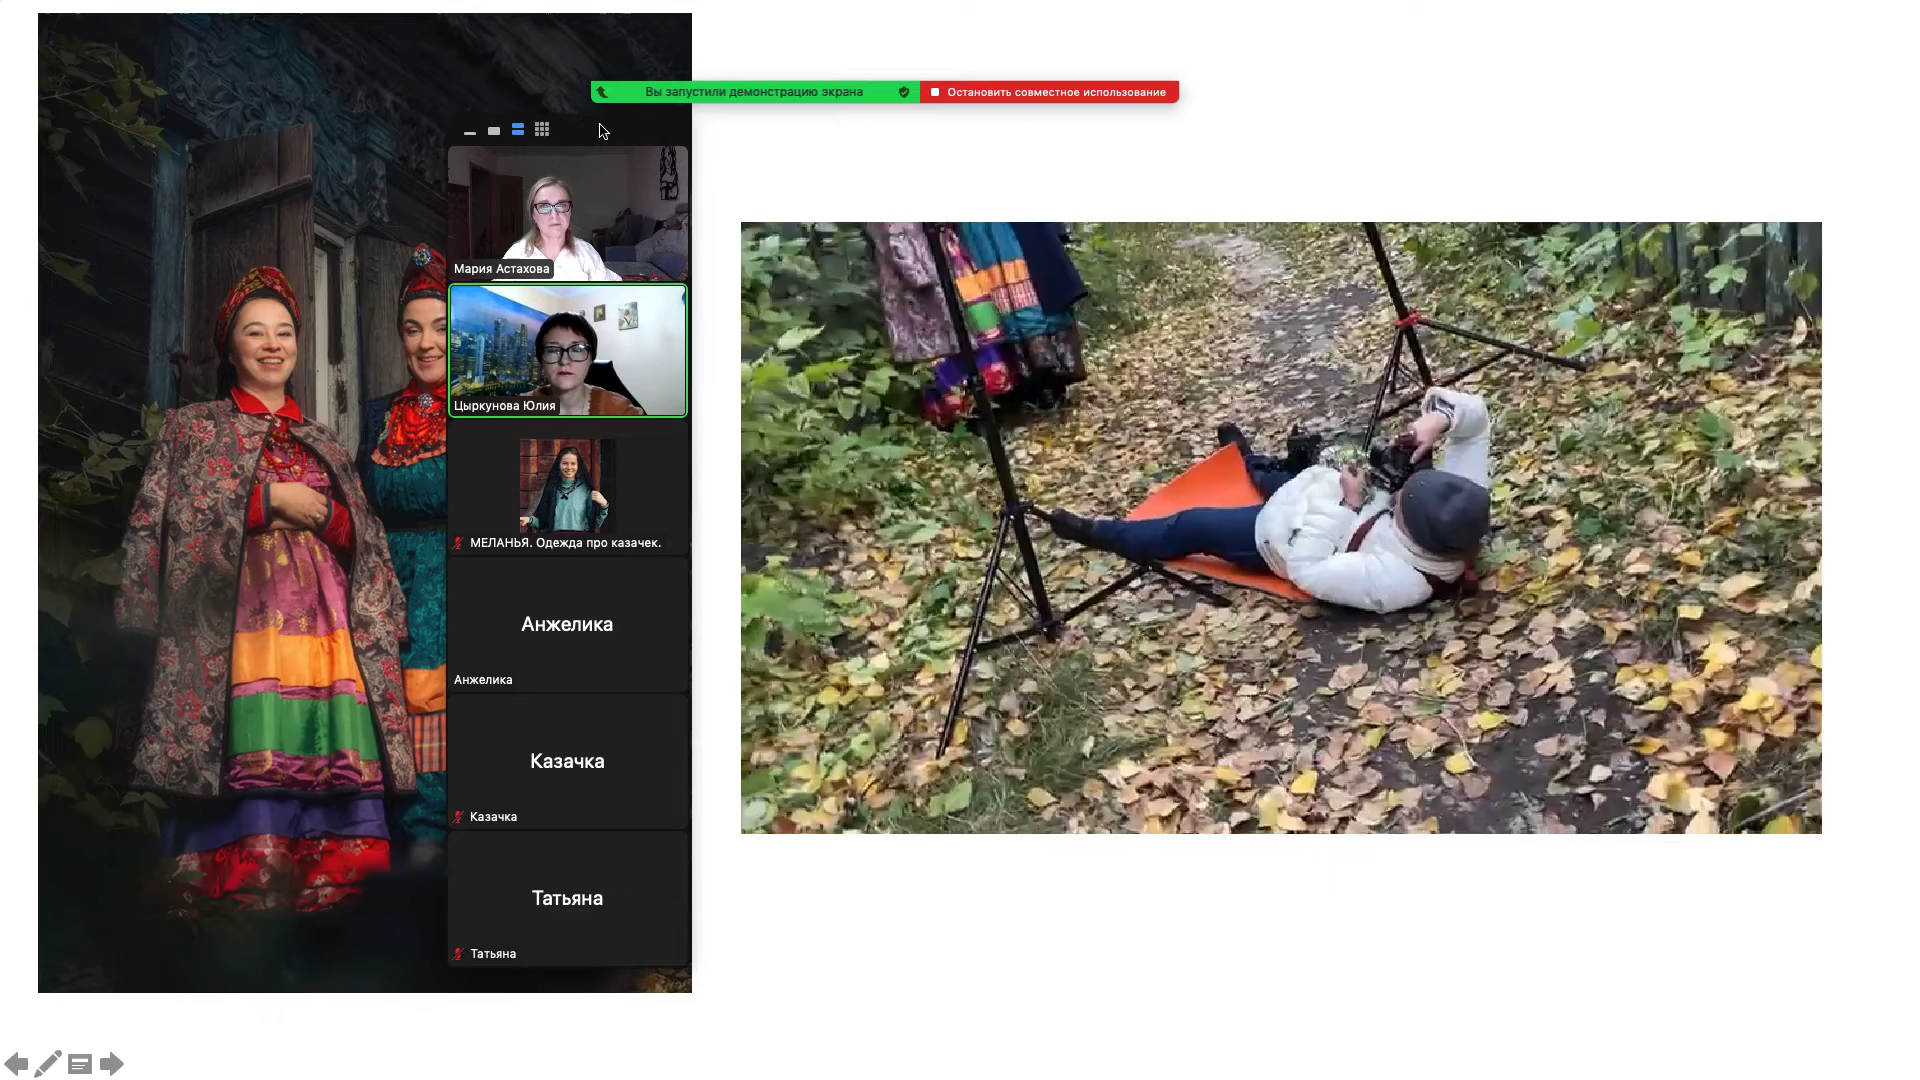 Вы запустили демонстрацию экрана
Остановить совместное использование
Мария Астахова
Цыркунова Юлия
МЕЛАНЬЯ. Одежда про казачек.
Анжелика
Анжелика
Казачка
Казачка
Татьяна
Татьяна